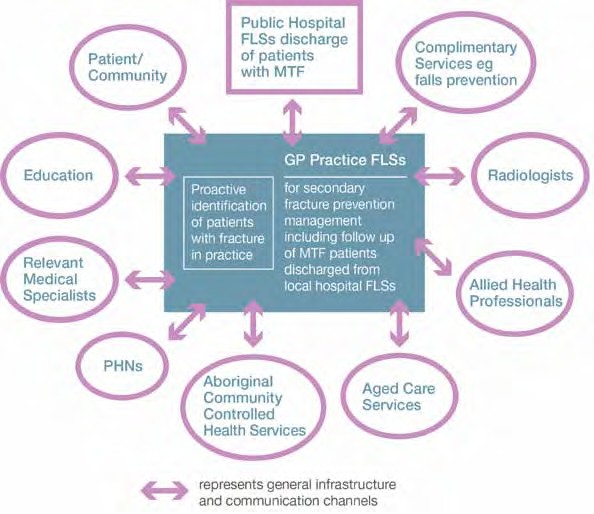 Public Hospital
FLSs discharge
of patients
with MTF
Patient/
Community
Complimentary
Services eg
falls prevention
Education
Radiologists
GP Practice FLSs
Proactive
identification
of patients
with fracture
in practice
for secondary
fracture prevention
management
including follow up
of MTF patients
discharged from
local hospital FLSs
Relevant
Medical
Specialists
Allied Health
Professionals
PHNs
Aboriginal
Community
Controlled
Health Services
Aged Care
Services
represents general infrastructure
and communication channels